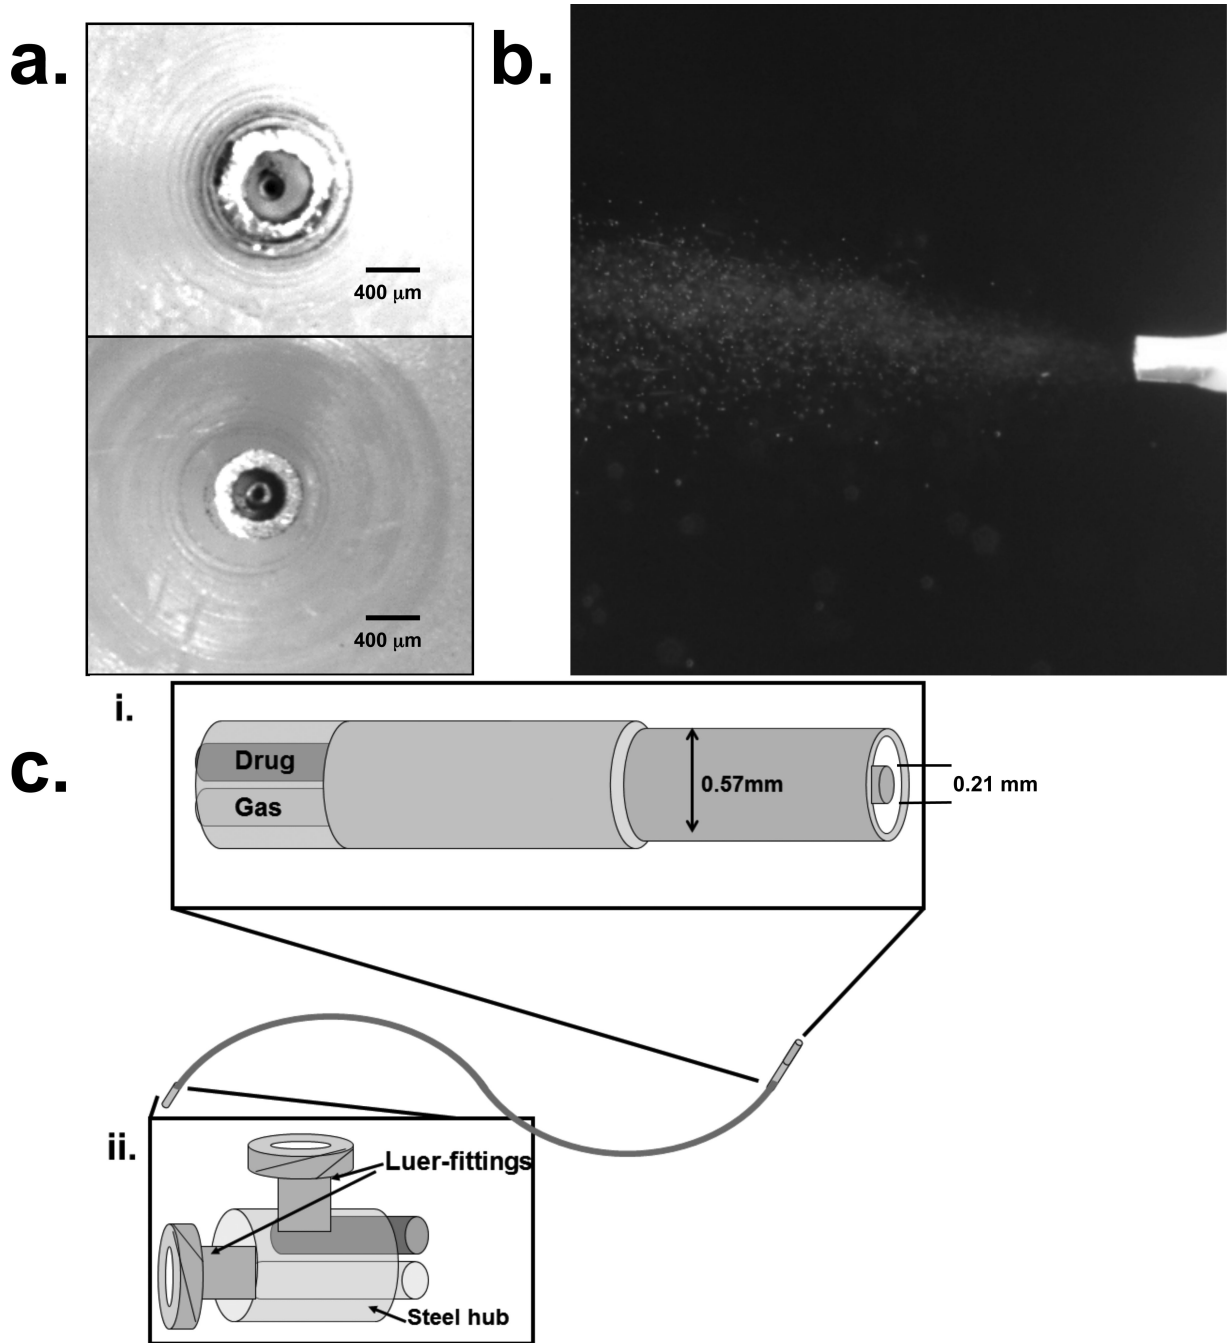 a.
400 μm
400 μm
b.
c.
i.
Drug
Gas
0.57mm
0.21 mm
ii.
Luer-fittings
Steel hub